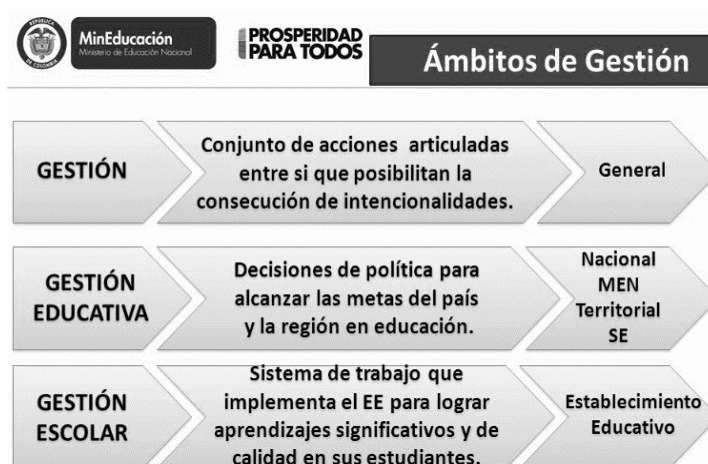 REPÚBLICA
DE COLOMBIA
MinEducación
Ministerio de Educación Nacional
PROSPERIDAD
PARA TODOS
Ámbitos de Gestión
GESTIÓN
Conjunto de acciones articuladas
entre si que posibilitan la
consecución de intencionalidades.
General
GESTIÓN
EDUCATIVA
Decisiones de política para
alcanzar las metas del país
y la región en educación.
Nacional
MEN
Territorial
SE
GESTIÓN
ESCOLAR
Sistema de trabajo que
implementa el EE para lograr
aprendizajes significativos y de
calidad en sus estudiantes.
Establecimiento
Educativo